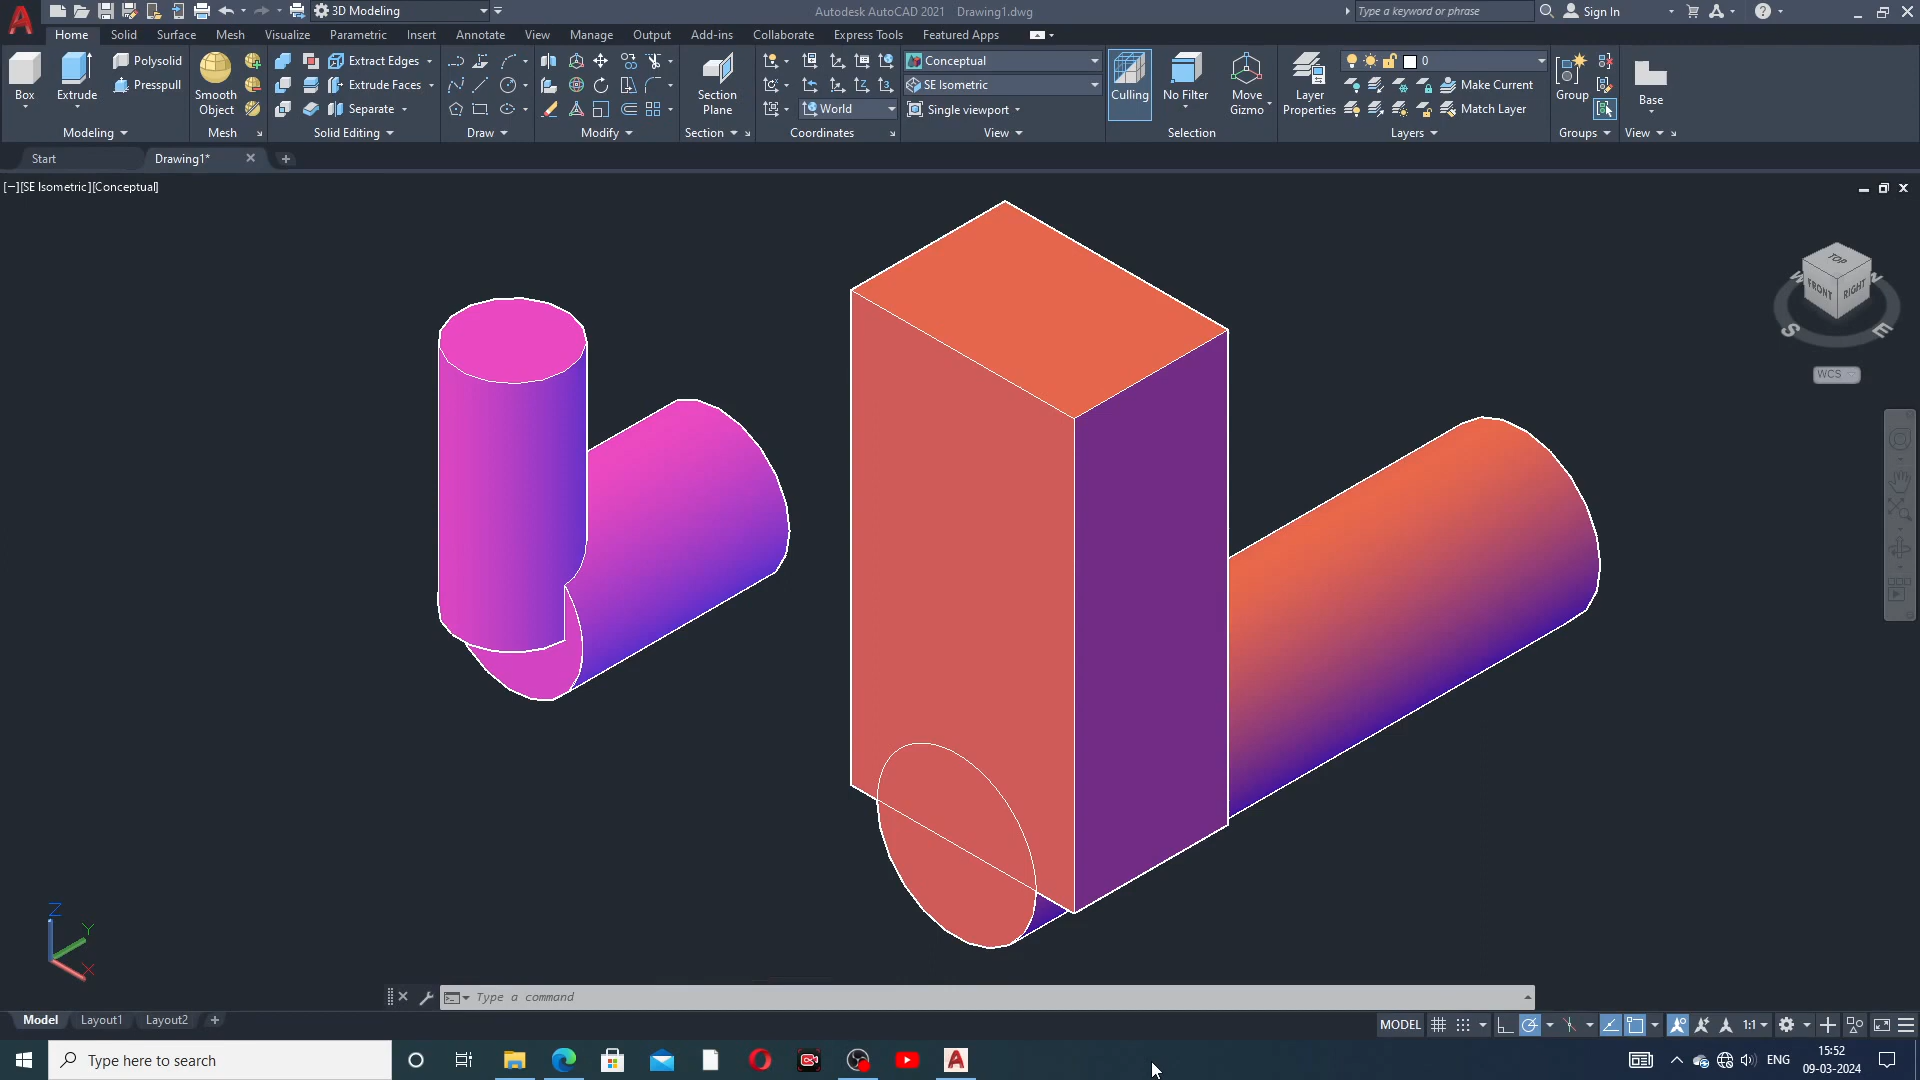 3D Modeling
Autodesk AutoCAD 2021 Drawing1.dwg
Type a keyword or phrase
Sign In
Home Solid Surface Mesh Visualize Parametric Insert Annotate View Manage Output Add-ins Collaborate Express Tools Featured Apps
Box
Extrude
Polysolid
Presspull
Modeling
Smooth
Object
Mesh
Extract Edges
Extrude Faces
Separate
Solid Editing
Draw
Modify
Section
Plane
Section
World
Coordinates
Conceptual
SE Isometric
Single viewport
View
Culling
No Filter
Move
Gizmo
Selection
Layer
Properties
0
Make Current
Match Layer
Layers
Group
Groups
Base
View
Start
Drawing1*
[−][SE Isometric][Conceptual]
TOP
FRONT
RIGHT
W
N
S
E
WCS
Z
Y
X
Type a command
Model Layout1 Layout2
MODEL
1:1
Type here to search
ENG
15:52
09-03-2024